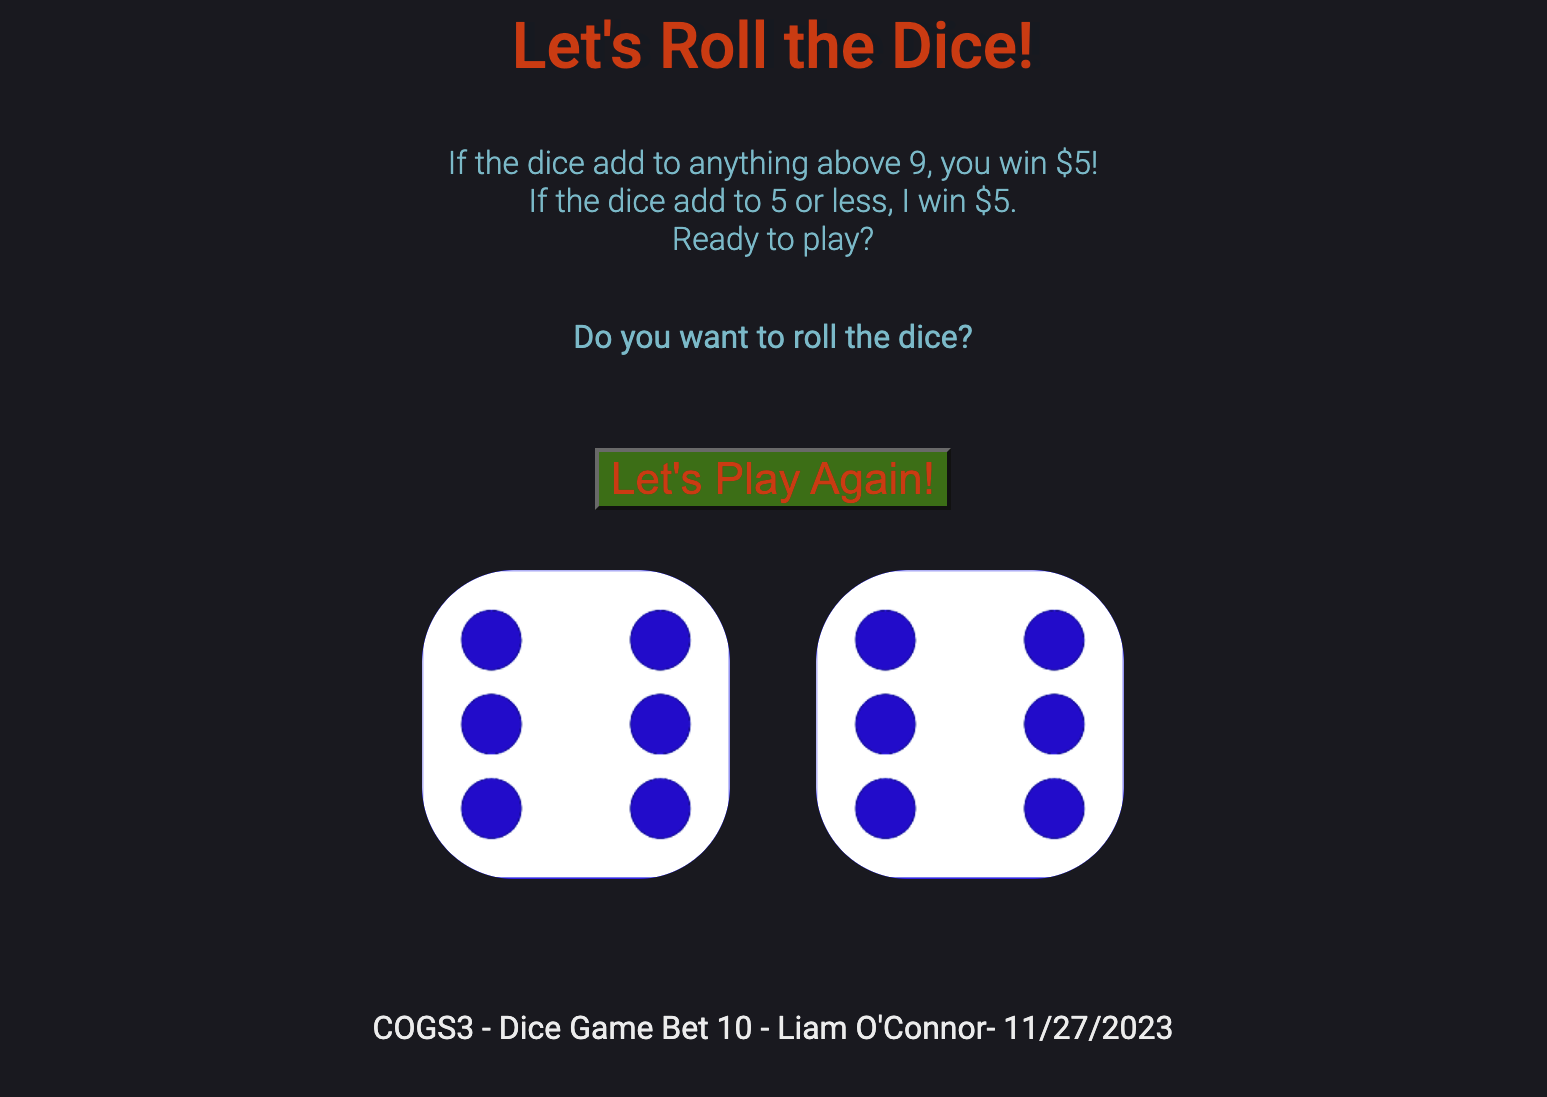 Let's Roll the Dice!
If the dice add to anything above 9, you win $5!
If the dice add to 5 or less, I win $5.
Ready to play?
Do you want to roll the dice?
Let's Play Again!
COGS3 - Dice Game Bet 10 - Liam O'Connor- 11/27/2023